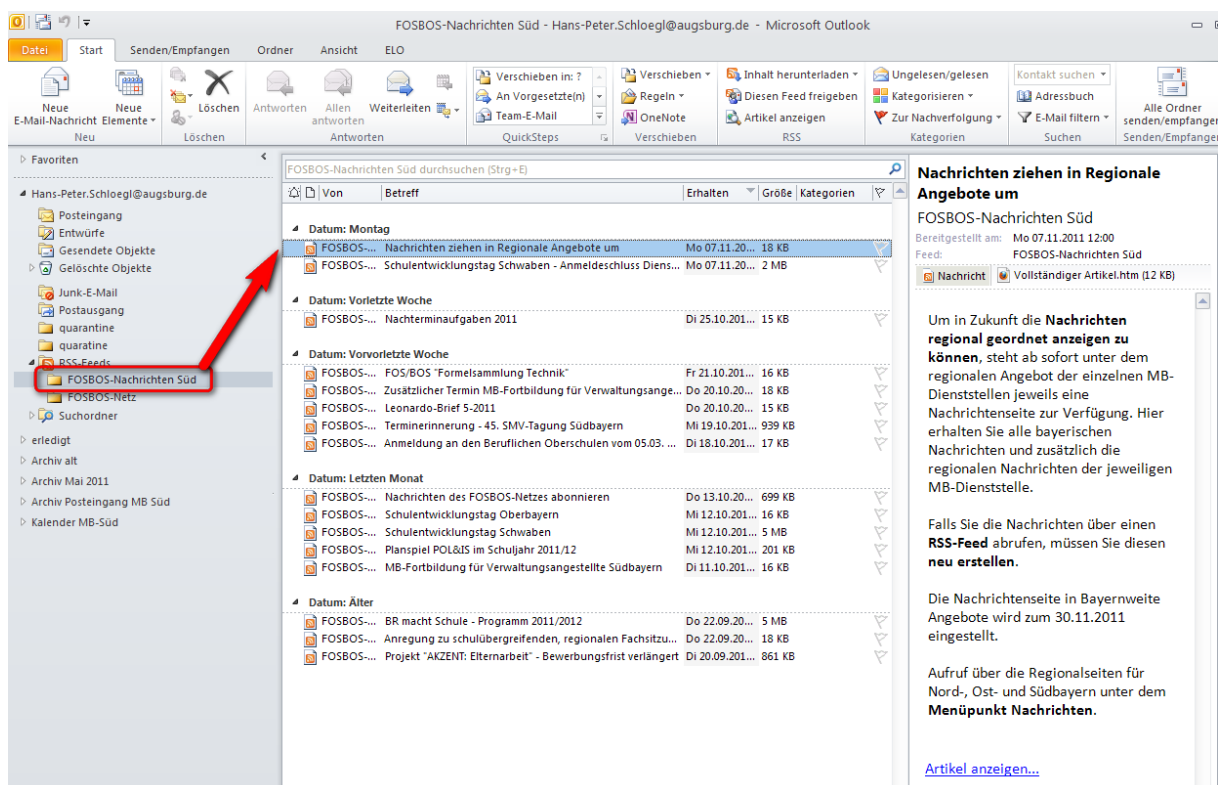 FOSBOS-Nachrichten Süd - Hans-Peter.Schloegl@augsburg.de - Microsoft Outlook
Datei Start Senden/Empfangen Ordner Ansicht ELO
Neue E-Mail-Nachricht
Neue Elemente
Neu
Löschen
Löschen
Antworten
Allen antworten
Weiterleiten
Antworten
Verschieben in: ?
An Vorgesetzte(n)
Team-E-Mail
QuickSteps
Verschieben
Regeln
OneNote
Verschieben
Inhalt herunterladen
Diesen Feed freigeben
Artikel anzeigen
RSS
Ungelesen/gelesen
Kategorisieren
Zur Nachverfolgung
Kategorien
Kontakt suchen
Adressbuch
E-Mail filtern
Suchen
Alle Ordner
senden/empfangen
Senden/Empfangen
Favoriten
Hans-Peter.Schloegl@augsburg.de
Posteingang
Entwürfe
Gesendete Objekte
Gelöschte Objekte
Junk-E-Mail
Postausgang
quarantine
quaratine
RSS-Feeds
FOSBOS-Nachrichten Süd
FOSBOS-Netz
Suchordner
erledigt
Archiv alt
Archiv Mai 2011
Archiv Posteingang MB Süd
Kalender MB-Süd
FOSBOS-Nachrichten Süd durchsuchen (Strg+E)
Von Betreff Erhalten Größe Kategorien
Datum: Montag
FOSBOS-... Nachrichten ziehen in Regionale Angebote um Mo 07.11.20... 18 KB
FOSBOS-... Schulentwicklungstag Schwaben - Anmeldeschluss Diens... Mo 07.11.20... 2 MB
Datum: Vorletzte Woche
FOSBOS-... Nachterminaufgaben 2011 Di 25.10.201... 15 KB
Datum: Vorvorletzte Woche
FOSBOS-... FOS/BOS "Formelsammlung Technik" Fr 21.10.201... 16 KB
FOSBOS-... Zusätzlicher Termin MB-Fortbildung für Verwaltungsange... Do 20.10.20... 18 KB
FOSBOS-... Leonardo-Brief 5-2011 Do 20.10.20... 15 KB
FOSBOS-... Terminerinnerung - 45. SMV-Tagung Südbayern Mi 19.10.201... 939 KB
FOSBOS-... Anmeldung an den Beruflichen Oberschulen vom 05.03. ... Di 18.10.201... 17 KB
Datum: Letzten Monat
FOSBOS-... Nachrichten des FOSBOS-Netzes abonnieren Do 13.10.20... 699 KB
FOSBOS-... Schulentwicklungstag Oberbayern Mi 12.10.201... 16 KB
FOSBOS-... Schulentwicklungstag Schwaben Mi 12.10.201... 5 MB
FOSBOS-... Planspiel POL&IS im Schuljahr 2011/12 Mi 12.10.201... 201 KB
FOSBOS-... MB-Fortbildung für Verwaltungsangestellte Südbayern Di 11.10.201... 16 KB
Datum: Älter
FOSBOS-... BR macht Schule - Programm 2011/2012 Do 22.09.20... 5 MB
FOSBOS-... Anregung zu schulübergreifenden, regionalen Fachsitzu... Do 22.09.20... 18 KB
FOSBOS-... Projekt "AKZENT: Elternarbeit" - Bewerbungsfrist verlängert Di 20.09.201... 861 KB
Nachrichten ziehen in Regionale
Angebote um
FOSBOS-Nachrichten Süd
Bereitgestellt am: Mo 07.11.2011 12:00
Feed: FOSBOS-Nachrichten Süd
Nachricht Vollständiger Artikel.htm (12 KB)
Um in Zukunft die Nachrichten
regional geordnet anzeigen zu
können, steht ab sofort unter dem
regionalen Angebot der einzelnen MB-
Dienststellen jeweils eine
Nachrichtenseite zur Verfügung. Hier
erhalten Sie alle bayerischen
Nachrichten und zusätzlich die
regionalen Nachrichten der jeweiligen
MB-Dienststelle.
Falls Sie die Nachrichten über einen
RSS-Feed abrufen, müssen Sie diesen
neu erstellen.
Die Nachrichtenseite in Bayernweite
Angebote wird zum 30.11.2011
eingestellt.
Aufruf über die Regionalseiten für
Nord-, Ost- und Südbayern unter dem
Menüpunkt Nachrichten.
Artikel anzeigen...